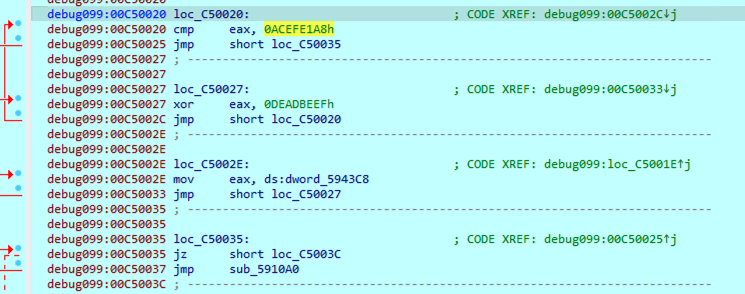 debug099:00C50020 loc_C50020: ; CODE XREF: debug099:00C5002C↓j
debug099:00C50020 cmp eax, 0ACEFE1A8h
debug099:00C50025 jmp short loc_C50035
debug099:00C50027 ; ---------------------------------------------------------------------------
debug099:00C50027
debug099:00C50027 loc_C50027: ; CODE XREF: debug099:00C50033↓j
debug099:00C50027 xor eax, 0DEADBEEFh
debug099:00C5002C jmp short loc_C50020
debug099:00C5002E ; ---------------------------------------------------------------------------
debug099:00C5002E
debug099:00C5002E loc_C5002E: ; CODE XREF: debug099:loc_C5001E↑j
debug099:00C5002E mov eax, ds:dword_5943C8
debug099:00C50033 jmp short loc_C50027
debug099:00C50035 ; ---------------------------------------------------------------------------
debug099:00C50035
debug099:00C50035 loc_C50035: ; CODE XREF: debug099:00C50025↑j
debug099:00C50035 jz short loc_C5003C
debug099:00C50037 jmp sub_5910A0
debug099:00C5003C ; ---------------------------------------------------------------------------